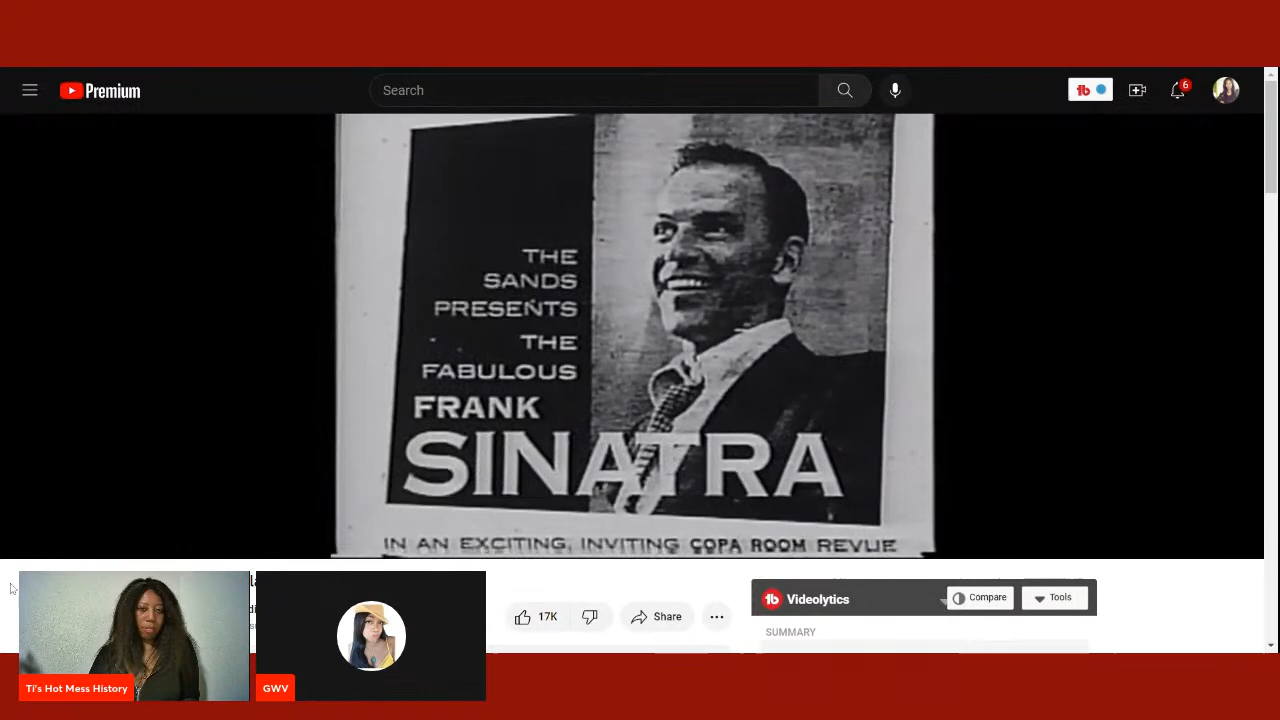 Premium
Search
6
THE
SANDS
PRESENTS
THE
FABULOUS
FRANK
SINATRA
IN AN EXCITING, INVITING COPA ROOM REVUE
17K
Share
Videolytics
Compare
Tools
SUMMARY
Ti's Hot Mess History
GWV